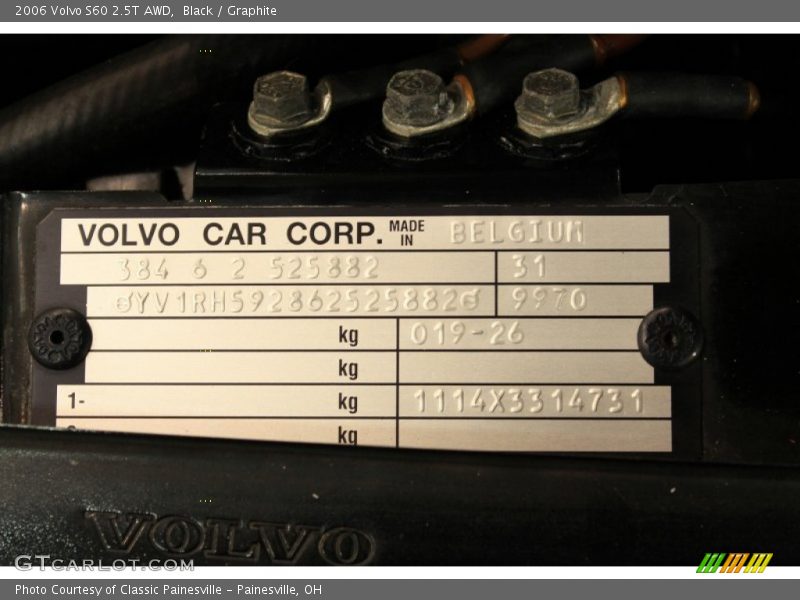 2006 Volvo S60 2.5T AWD, Black / Graphite
VOLVO CAR CORP. MADE IN BELGIUM
384 6 2 525882 31
YV1RH592862525882 9970
kg 019-26
kg
1- kg 1114X3314731
kg
VOLVO
GTCARLOT.COM
Photo Courtesy of Classic Painesville - Painesville, OH